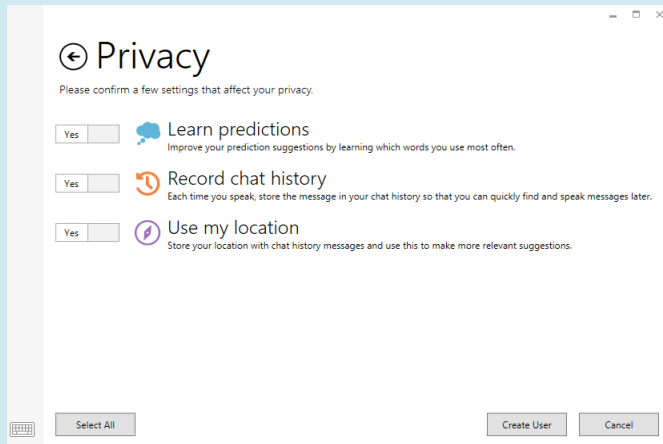 Privacy
Please confirm a few settings that affect your privacy.
Yes
Learn predictions
Improve your prediction suggestions by learning which words you use most often.
Yes
Record chat history
Each time you speak, store the message in your chat history so that you can quickly find and speak messages later.
Yes
Use my location
Store your location with chat history messages and use this to make more relevant suggestions.
Select All
Create User
Cancel